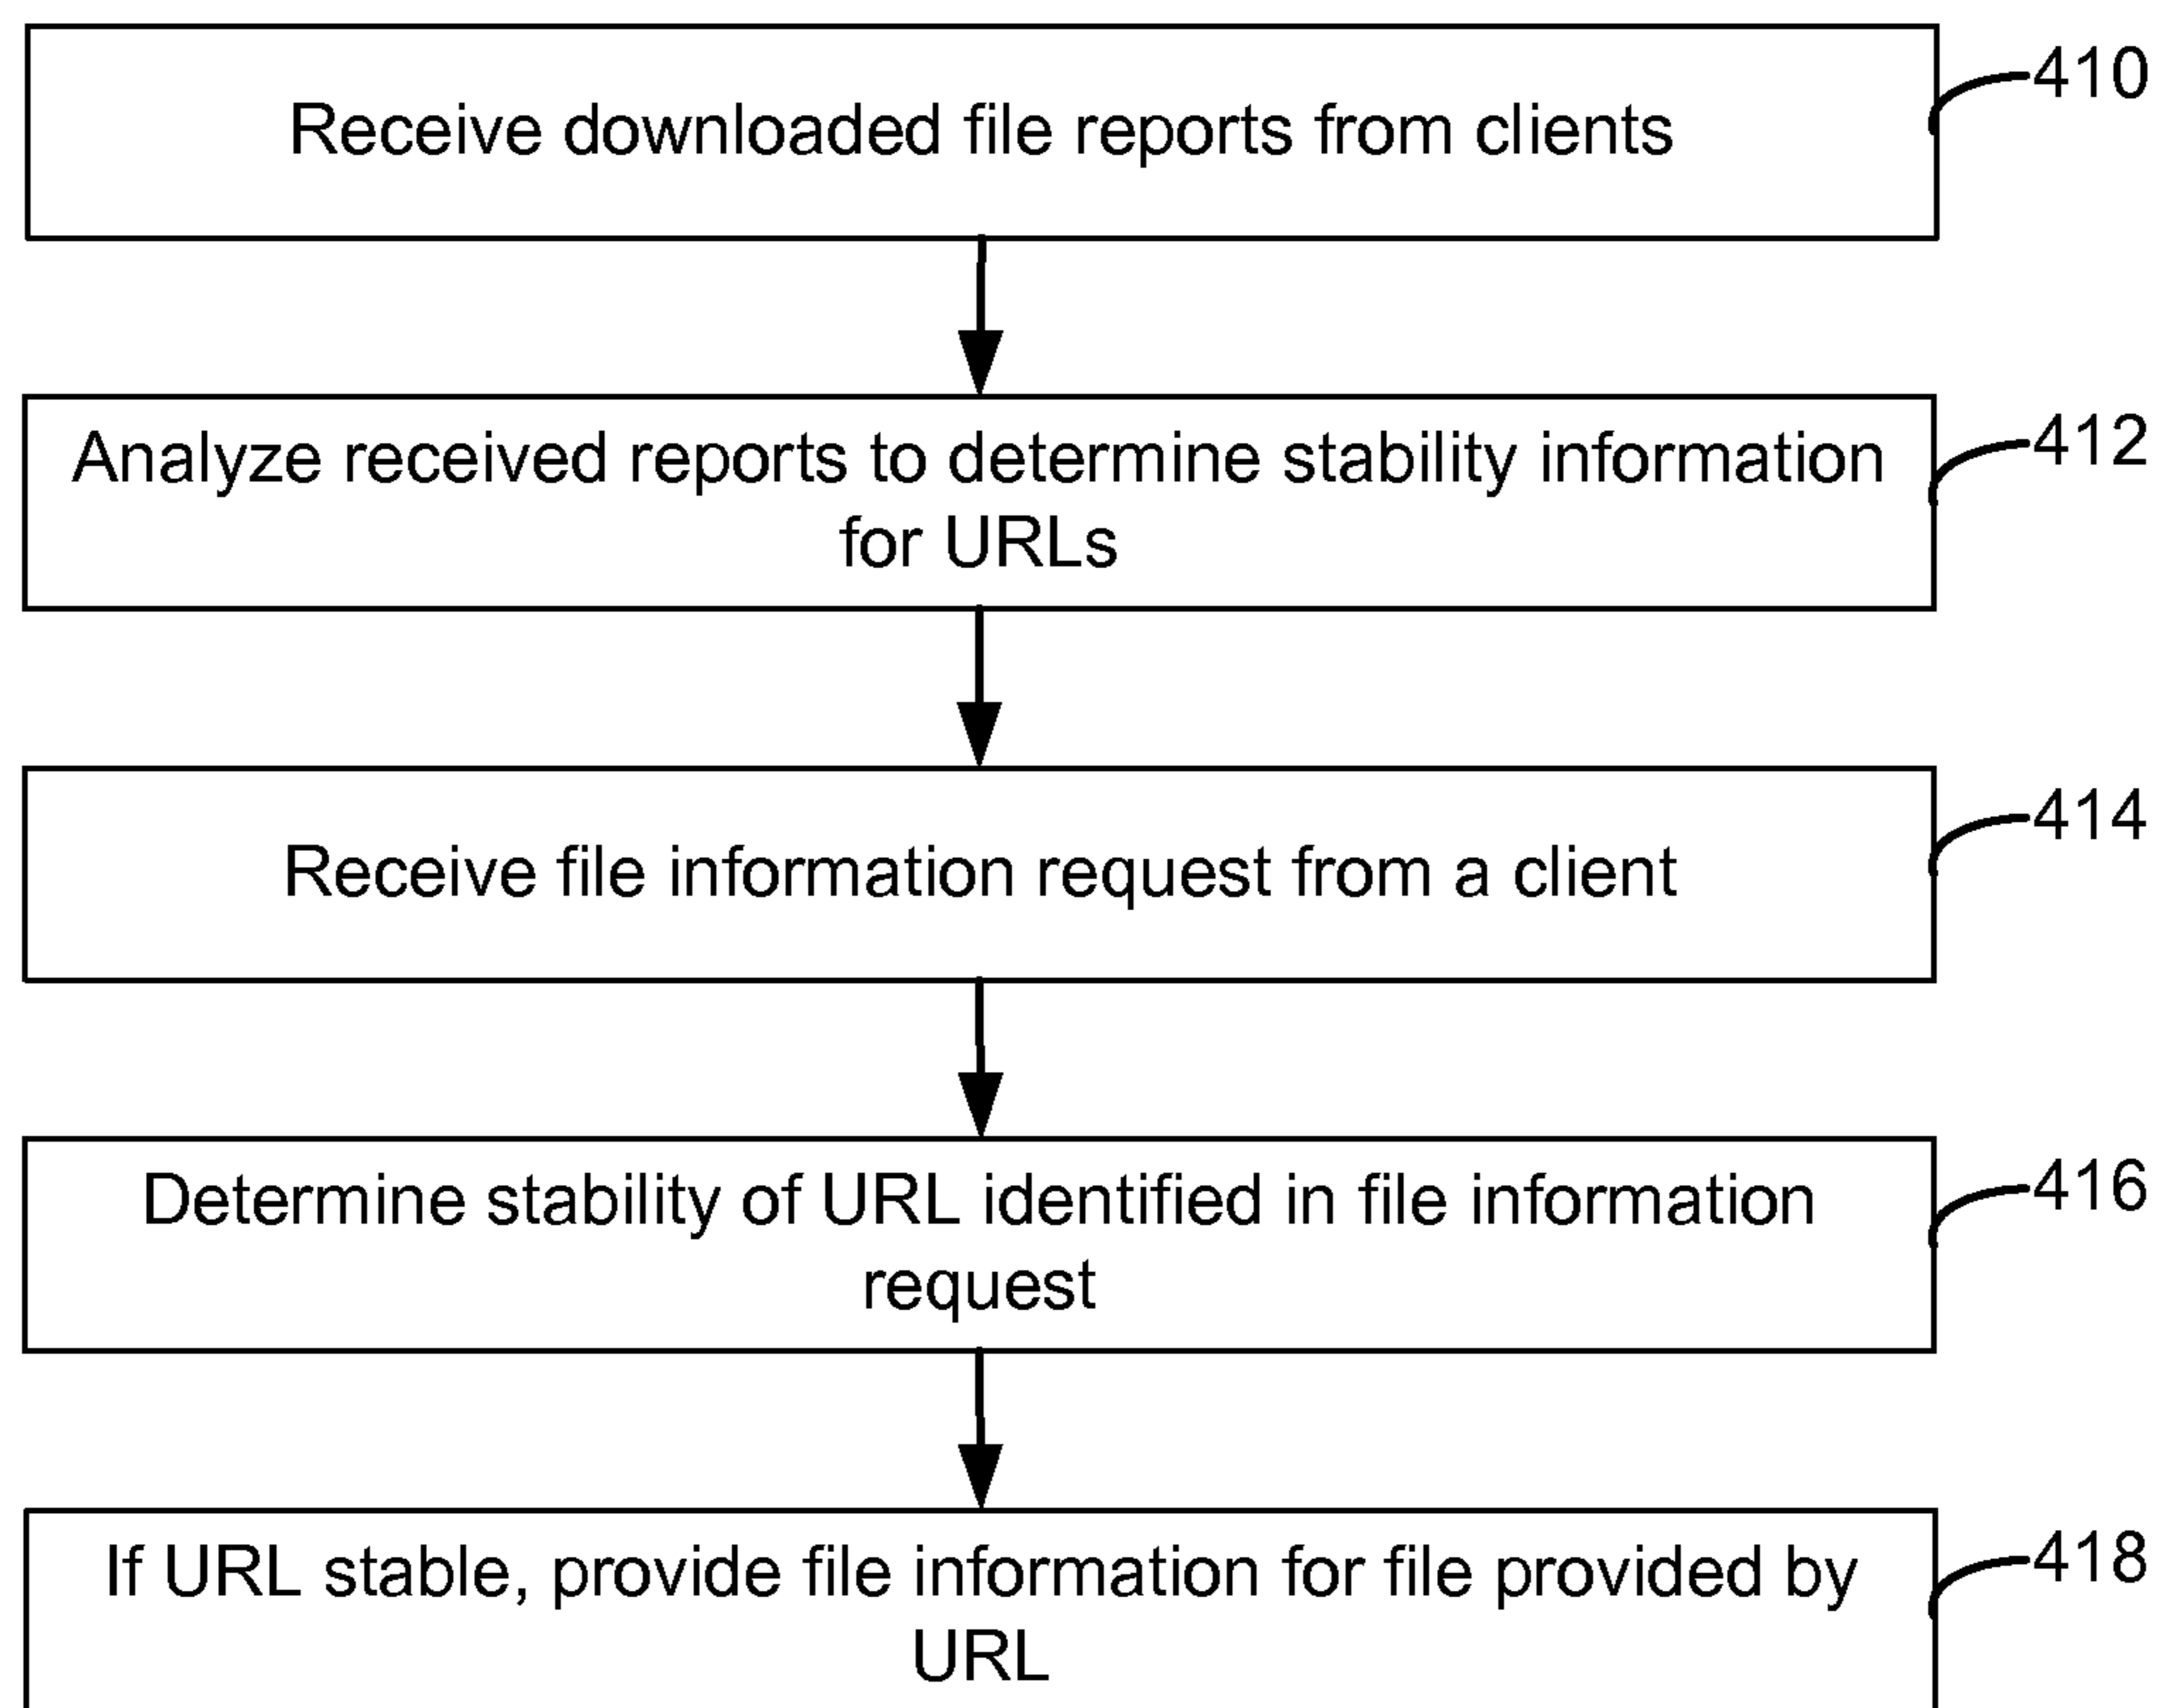 Receive downloaded file reports from clients
410
Analyze received reports to determine stability information
for URLs
412
Receive file information request from a client
414
Determine stability of URL identified in file information
request
416
If URL stable, provide file information for file provided by
URL
418